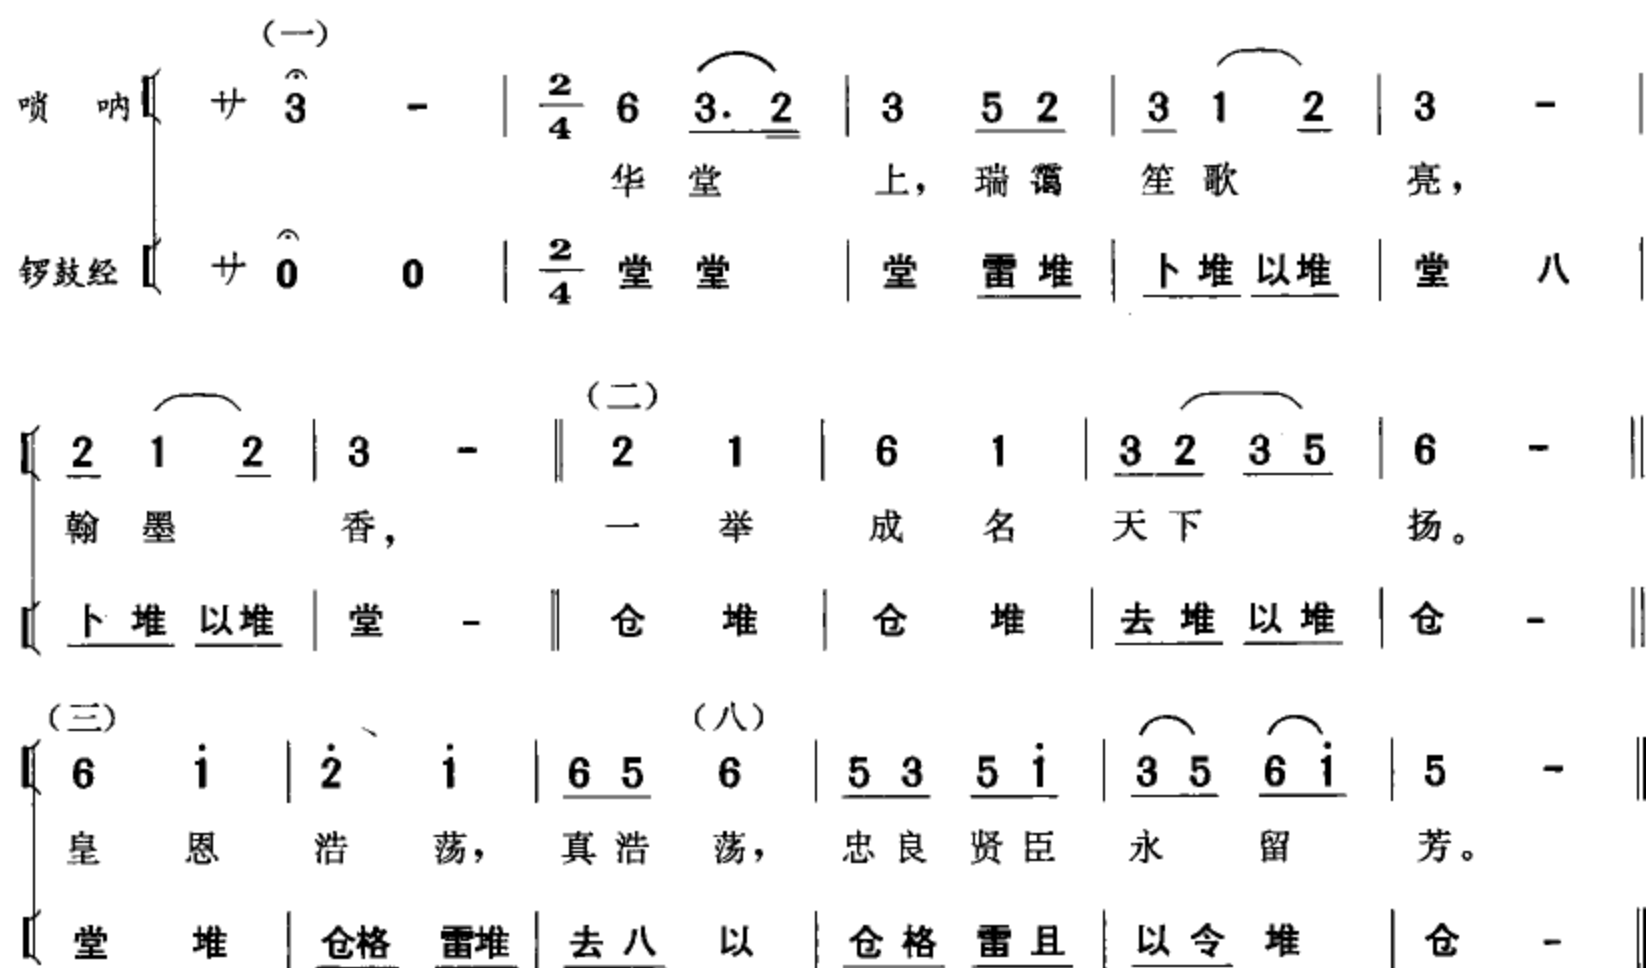 （一）
唢 呐 サ 3 - | 2/4 6 3. 2 | 3 5 2 | 3 1 2 | 3 - |
华 堂 上， 瑞 霭 笙 歌 亮，
锣鼓经 サ 0 0 | 2/4 堂 堂 | 堂 雷 堆 | 卜 堆 以 堆 | 堂 八 |
（二）
2 1 2 | 3 - ‖ 2 1 | 6 1 | 3 2 3 5 | 6 - ‖
翰 墨 香， 一 举 成 名 天 下 扬。
卜 堆 以 堆 | 堂 - ‖ 仓 堆 | 仓 堆 | 去 堆 以 堆 | 仓 - ‖
（三） （八）
6 i | 2̇ i | 6 5 6 | 5 3 5 i | 3 5 6 i | 5 - ‖
皇 恩 浩 荡， 真 浩 荡， 忠 良 贤 臣 永 留 芳。
堂 堆 | 仓 格 雷 堆 | 去 八 以 | 仓 格 雷 且 | 以 令 堆 | 仓 - ‖